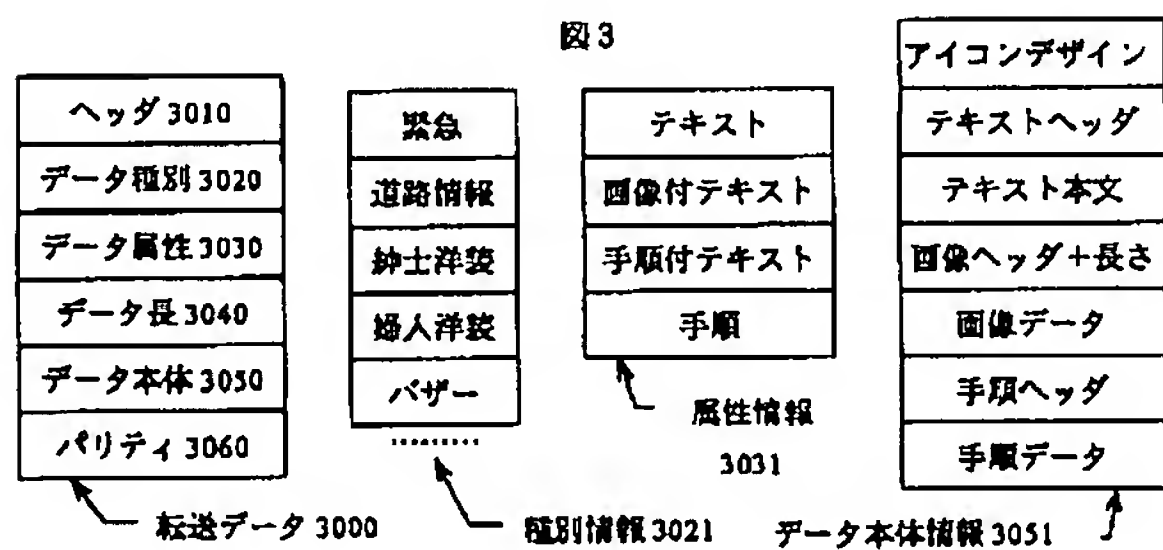 図3
ヘッダ 3010
データ種別 3020
データ属性 3030
データ長 3040
データ本体 3050
パリティ 3060
転送データ 3000
緊急
道路情報
紳士洋装
婦人洋装
バザー
.........
種別情報 3021
テキスト
画像付テキスト
手順付テキスト
手順
属性情報
3031
アイコンデザイン
テキストヘッダ
テキスト本文
画像ヘッダ+長さ
画像データ
手順ヘッダ
手順データ
データ本体情報 3051